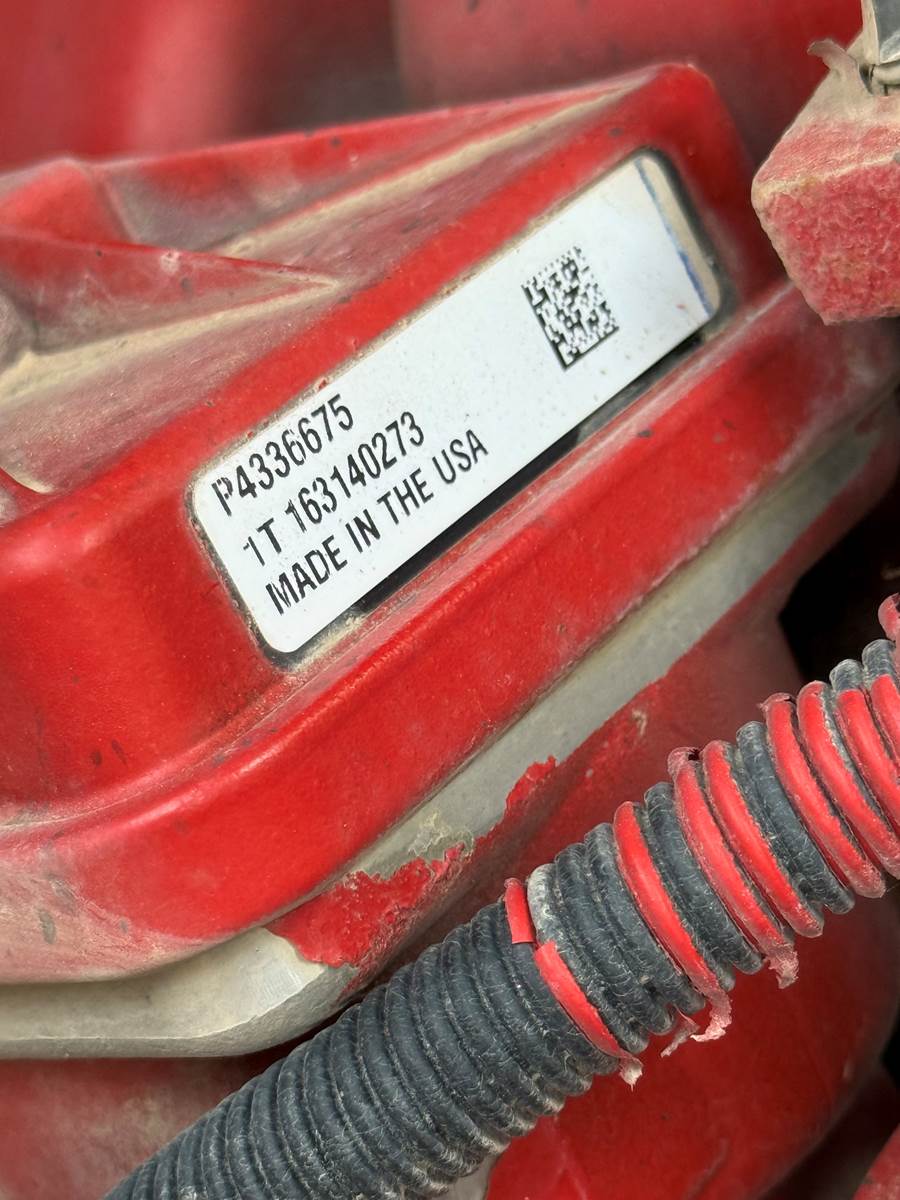 P4336675
1T 163140273
MADE IN THE USA